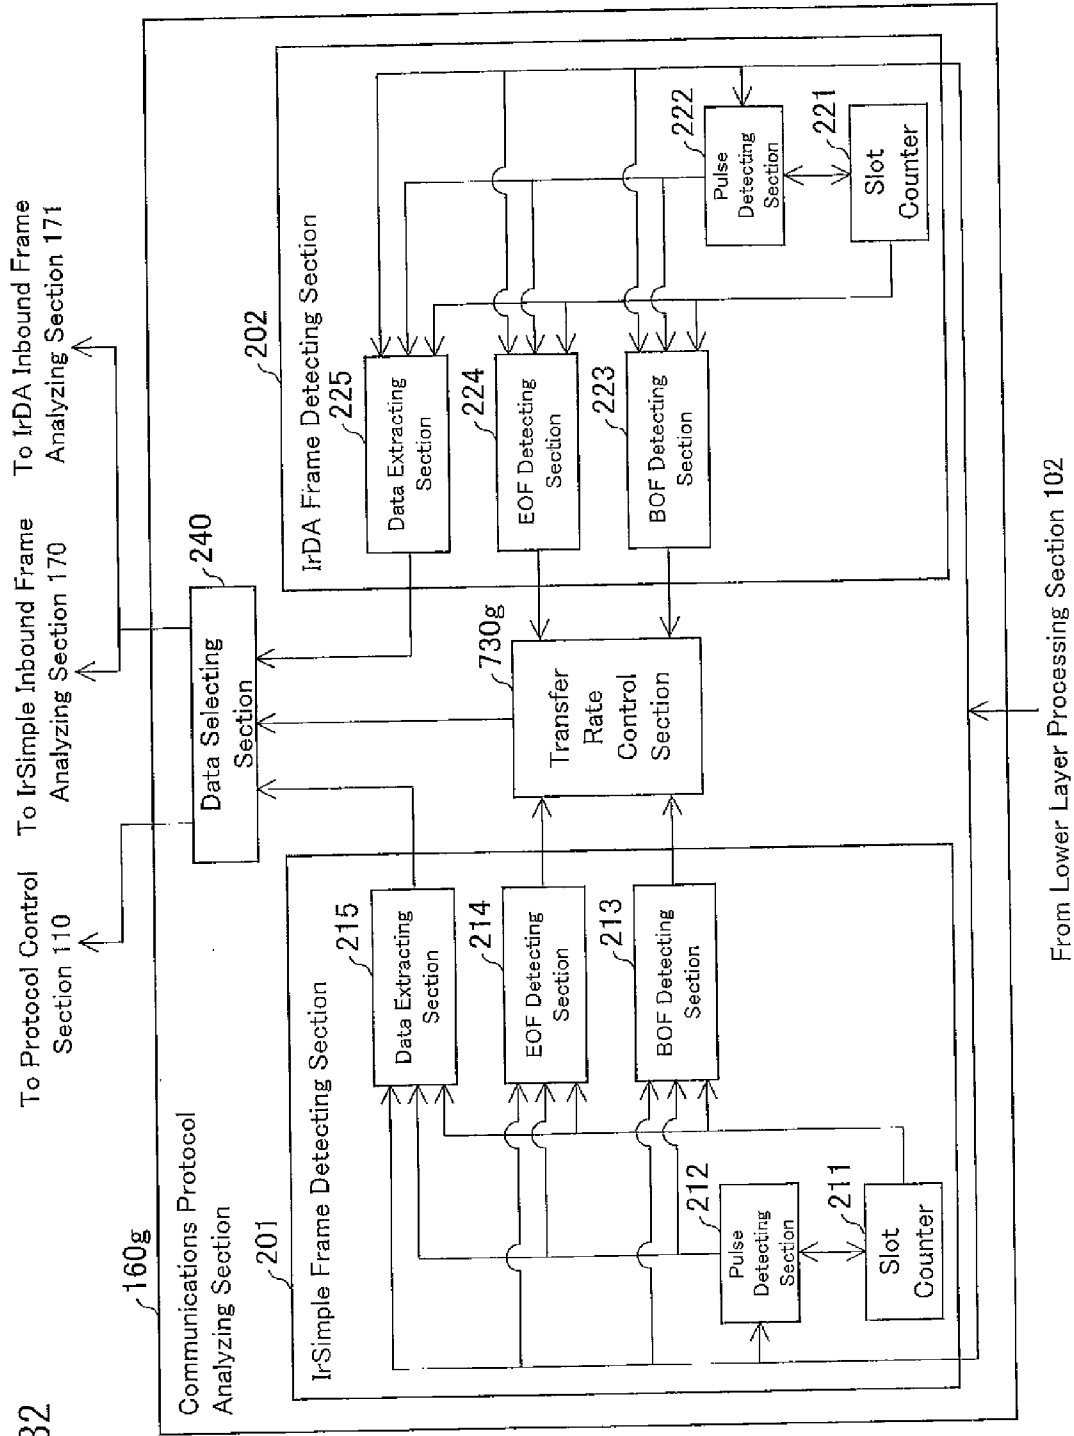 32
160g
Communications Protocol
Analyzing Section
To Protocol Control
Section 110
To IrSimple Inbound Frame
Analyzing Section 170
To IrDA Inbound Frame
Analyzing Section 171
240
Data Selecting
Section
201
IrSimple Frame Detecting Section
215
Data Extracting
Section
214
EOF Detecting
Section
213
BOF Detecting
Section
212
Pulse
Detecting
Section
211
Slot
Counter
730g
Transfer
Rate
Control
Section
202
IrDA Frame Detecting Section
225
Data Extracting
Section
224
EOF Detecting
Section
223
BOF Detecting
Section
222
Pulse
Detecting
Section
221
Slot
Counter
From Lower Layer Processing Section 102